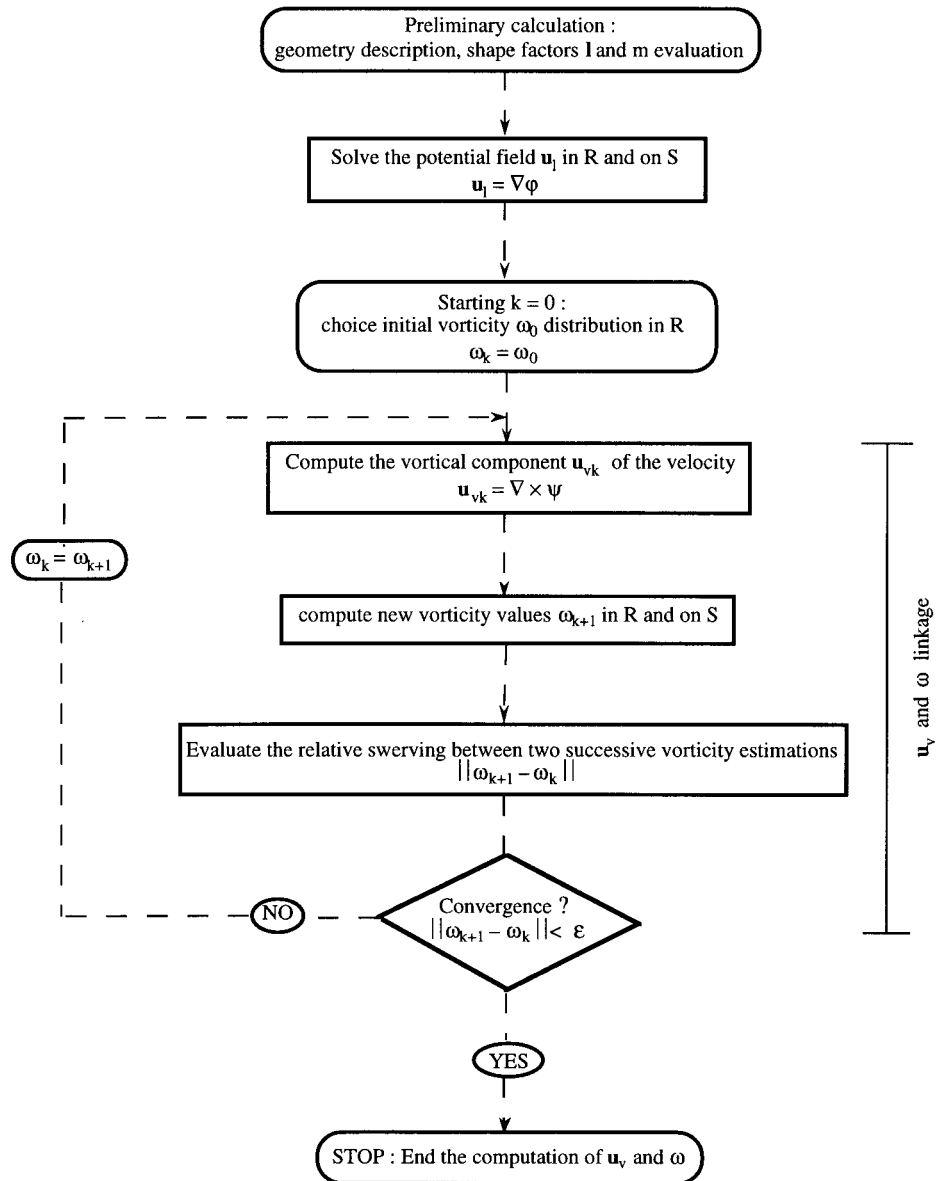 Preliminary calculation :
geometry description, shape factors l and m evaluation
Solve the potential field u_l in R and on S
u_l = ∇φ
Starting k = 0 :
choice initial vorticity ω_0 distribution in R
ω_k = ω_0
Compute the vortical component u_vk of the velocity
u_vk = ∇ × ψ
ω_k = ω_k+1
compute new vorticity values ω_k+1 in R and on S
Evaluate the relative swerving between two successive vorticity estimations
||ω_k+1 – ω_k||
Convergence ?
||ω_k+1 – ω_k|| < ε
NO
YES
STOP : End the computation of u_v and ω
u_v and ω linkage